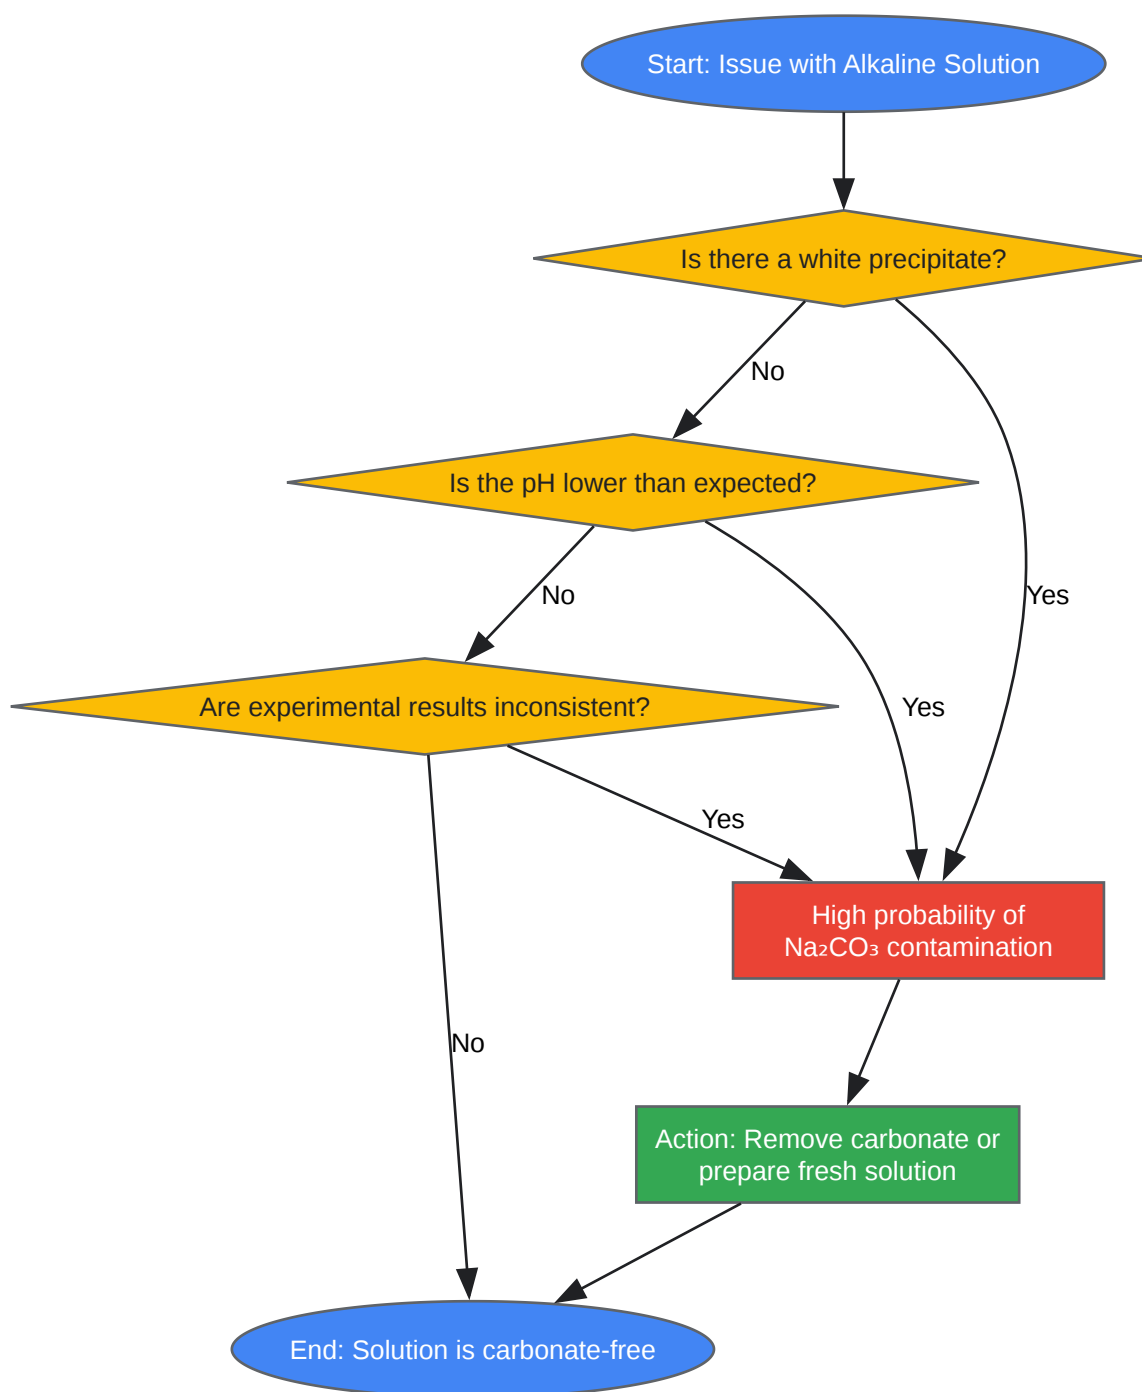 Start: Issue with Alkaline Solution
Is there a white precipitate?
No
Is the pH lower than expected?
No
Yes
Are experimental results inconsistent?
Yes
Yes
High probability of
Na₂CO₃ contamination
No
Action: Remove carbonate or
prepare fresh solution
End: Solution is carbonate-free